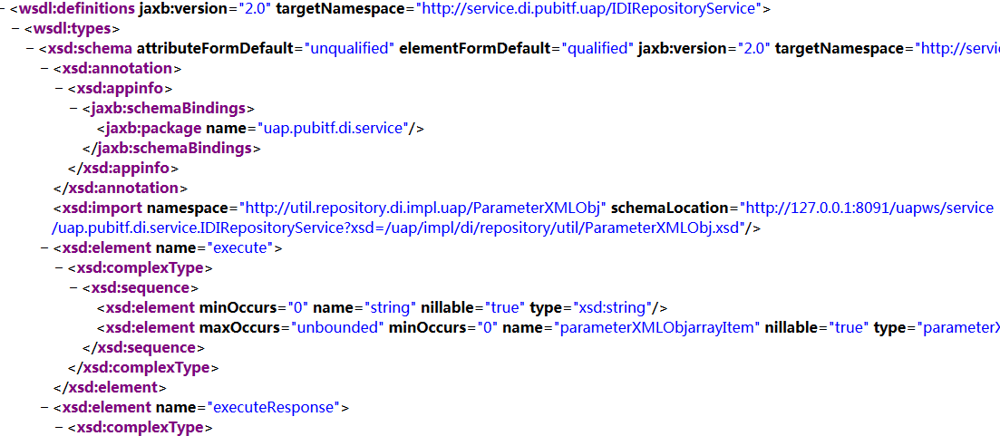 − <wsdl:definitions jaxb:version="2.0" targetNamespace="http://service.di.pubitf.uap/IDIRepositoryService">
− <wsdl:types>
− <xsd:schema attributeFormDefault="unqualified" elementFormDefault="qualified" jaxb:version="2.0" targetNamespace="http://servic
− <xsd:annotation>
− <xsd:appinfo>
− <jaxb:schemaBindings>
<jaxb:package name="uap.pubitf.di.service"/>
</jaxb:schemaBindings>
</xsd:appinfo>
</xsd:annotation>
<xsd:import namespace="http://util.repository.di.impl.uap/ParameterXMLObj" schemaLocation="http://127.0.0.1:8091/uapws/service
/uap.pubitf.di.service.IDIRepositoryService?xsd=/uap/impl/di/repository/util/ParameterXMLObj.xsd"/>
− <xsd:element name="execute">
− <xsd:complexType>
− <xsd:sequence>
<xsd:element minOccurs="0" name="string" nillable="true" type="xsd:string"/>
<xsd:element maxOccurs="unbounded" minOccurs="0" name="parameterXMLObjarrayItem" nillable="true" type="parameterX
</xsd:sequence>
</xsd:complexType>
</xsd:element>
− <xsd:element name="executeResponse">
− <xsd:complexType>